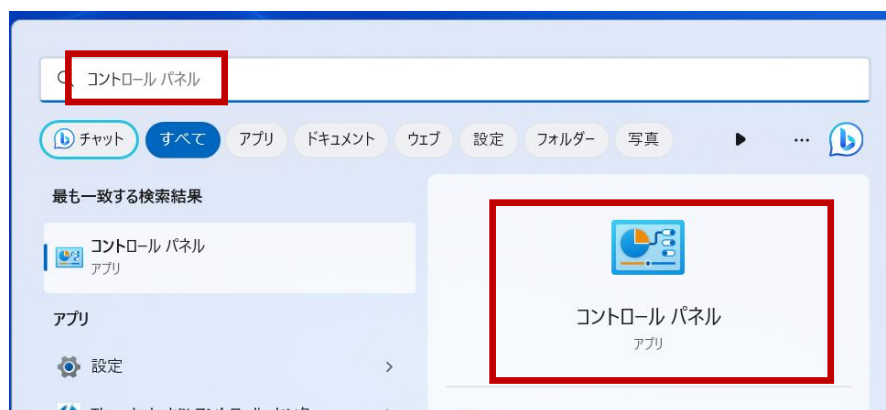 コントロール パネル
チャット すべて アプリ ドキュメント ウェブ 設定 フォルダー 写真 ▶ ...
最も一致する検索結果
コントロール パネル
アプリ
コントロール パネル
アプリ
アプリ
設定